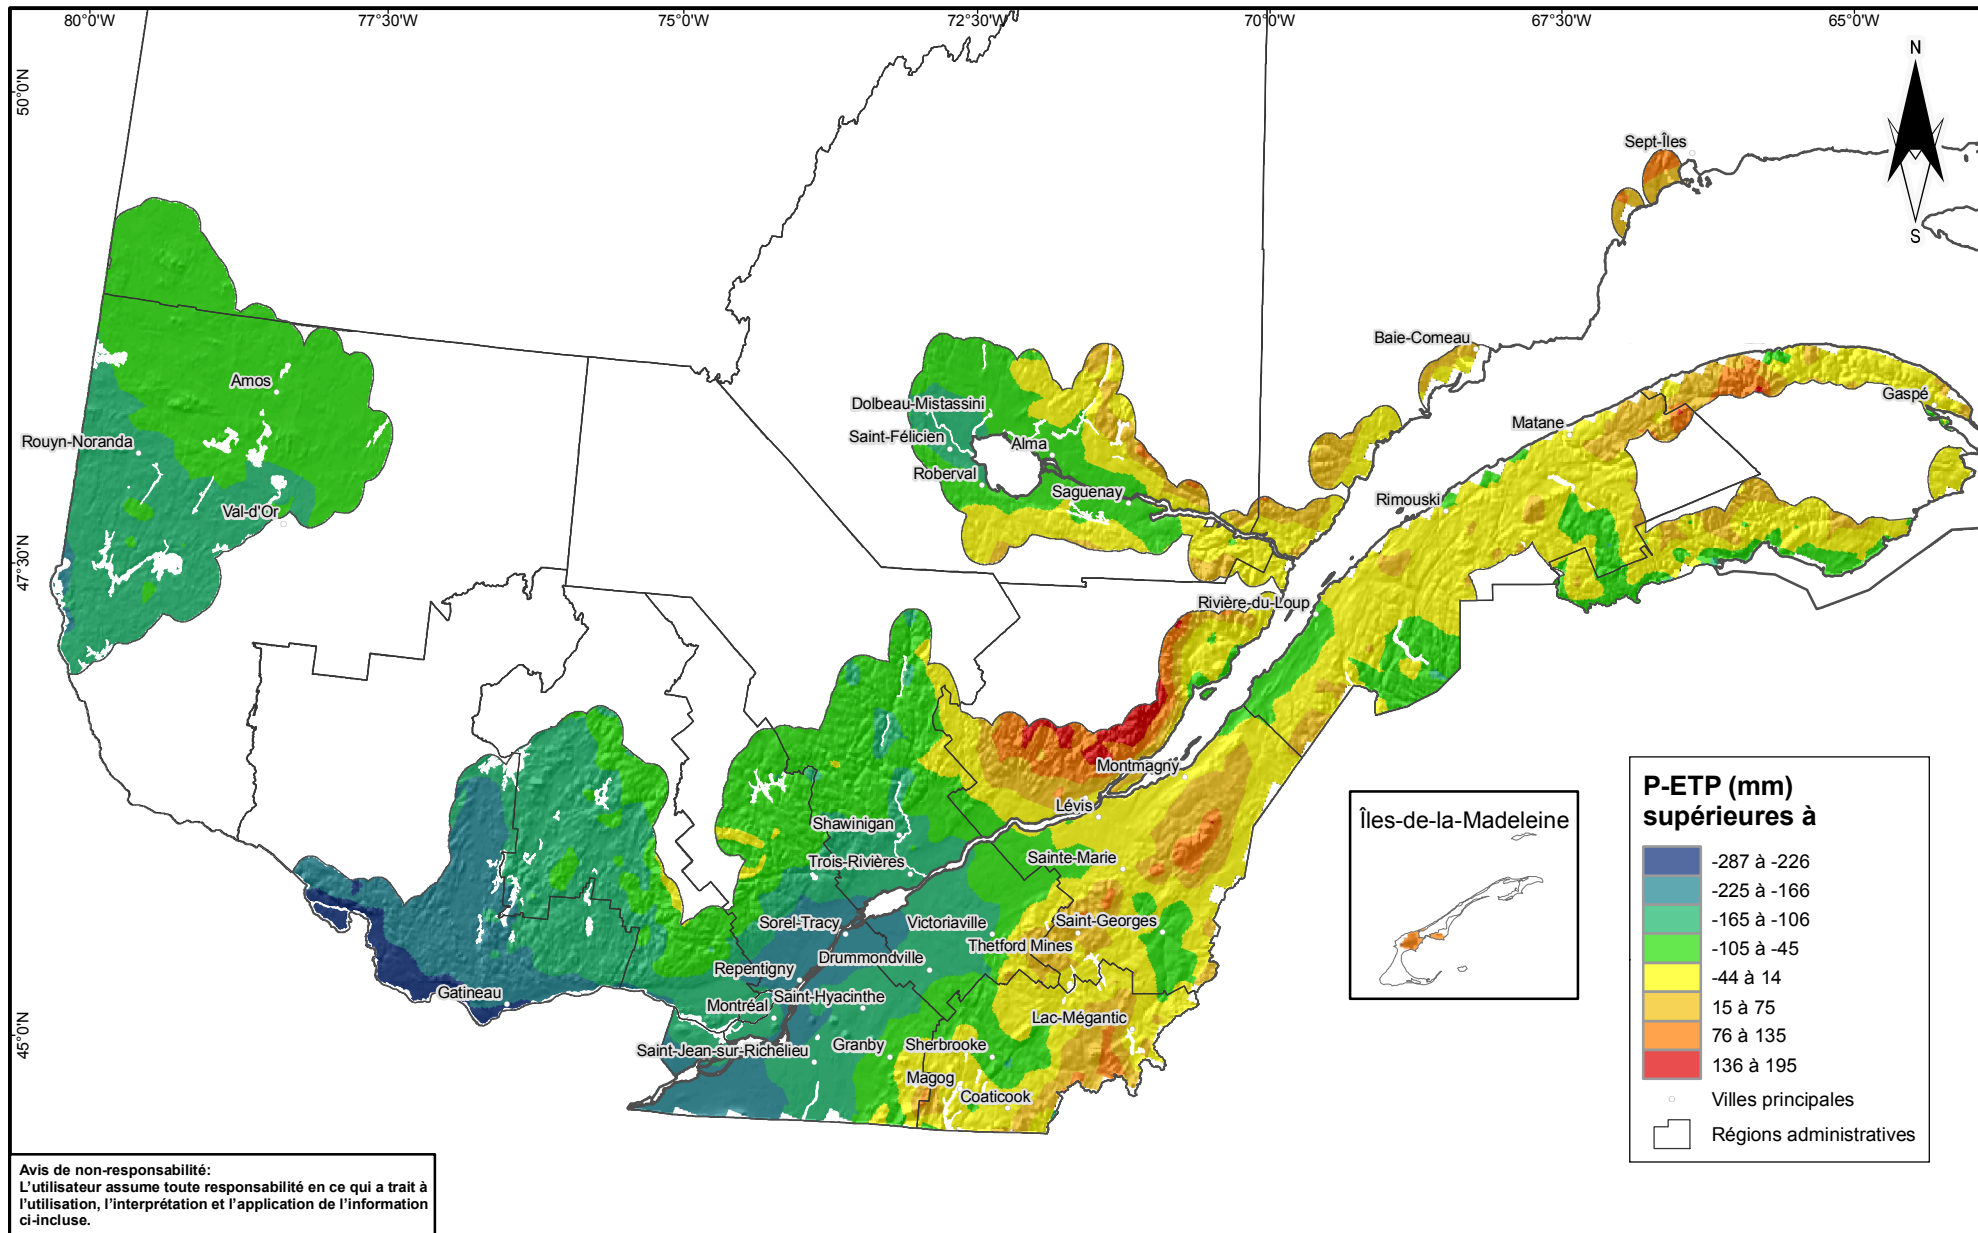 80°0'W
77°30'W
75°0'W
72°30'W
70°0'W
67°30'W
65°0'W
50°0'N
47°30'N
45°0'N
N
S
Sept-Îles
Baie-Comeau
Amos
Rouyn-Noranda
Val-d'Or
Dolbeau-Mistassini
Saint-Félicien
Alma
Roberval
Saguenay
Matane
Gaspé
Rimouski
Rivière-du-Loup
Montmagny
Lévis
Shawinigan
Trois-Rivières
Sainte-Marie
Sorel-Tracy
Victoriaville
Saint-Georges
Thetford Mines
Drummondville
Repentigny
Gatineau
Montréal
Saint-Hyacinthe
Lac-Mégantic
Saint-Jean-sur-Richelieu
Granby
Sherbrooke
Magog
Coaticook
Îles-de-la-Madeleine
P-ETP (mm)
supérieures à
-287 à -226
-225 à -166
-165 à -106
-105 à -45
-44 à 14
15 à 75
76 à 135
136 à 195
Villes principales
Régions administratives
Avis de non-responsabilité:
L'utilisateur assume toute responsabilité en ce qui a trait à
l'utilisation, l'interprétation et l'application de l'information
ci-incluse.